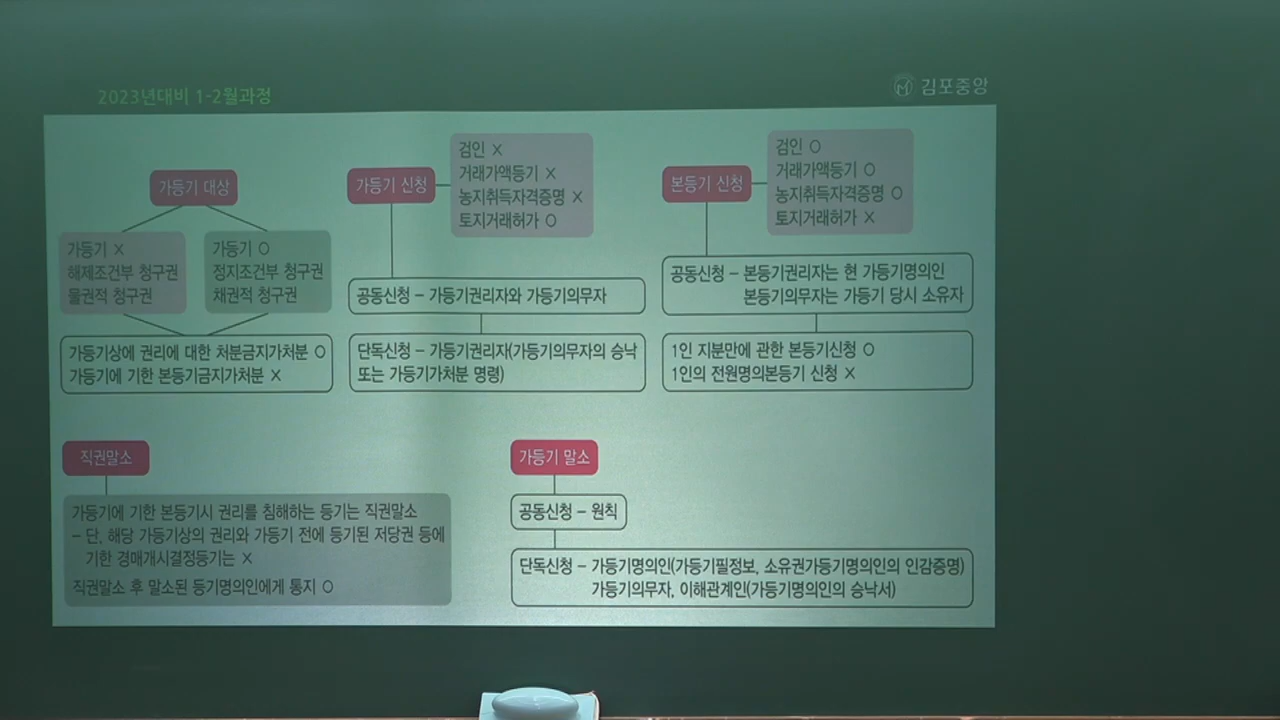 2023년대비 1-2월과정
김포중앙
가등기 대상
가등기 ×
해제조건부 청구권
물권적 청구권
가등기 ○
정지조건부 청구권
채권적 청구권
가등기상에 권리에 대한 처분금지가처분 ○
가등기에 기한 본등기금지가처분 ×
가등기 신청
검인 ×
거래가액등기 ×
농지취득자격증명 ×
토지거래허가 ○
공동신청 – 가등기권리자와 가등기의무자
단독신청 – 가등기권리자(가등기의무자의 승낙
또는 가등기가처분 명령)
본등기 신청
검인 ○
거래가액등기 ○
농지취득자격증명 ○
토지거래허가 ×
공동신청 – 본등기권리자는 현 가등기명의인
본등기의무자는 가등기 당시 소유자
1인 지분만에 관한 본등기신청 ○
1인의 전원명의본등기 신청 ×
직권말소
가등기에 기한 본등기시 권리를 침해하는 등기는 직권말소
– 단, 해당 가등기상의 권리와 가등기 전에 등기된 저당권 등에
기한 경매개시결정등기는 ×
직권말소 후 말소된 등기명의인에게 통지 ○
가등기 말소
공동신청 – 원칙
단독신청 – 가등기명의인(가등기필정보, 소유권가등기명의인의 인감증명)
가등기의무자, 이해관계인(가등기명의인의 승낙서)